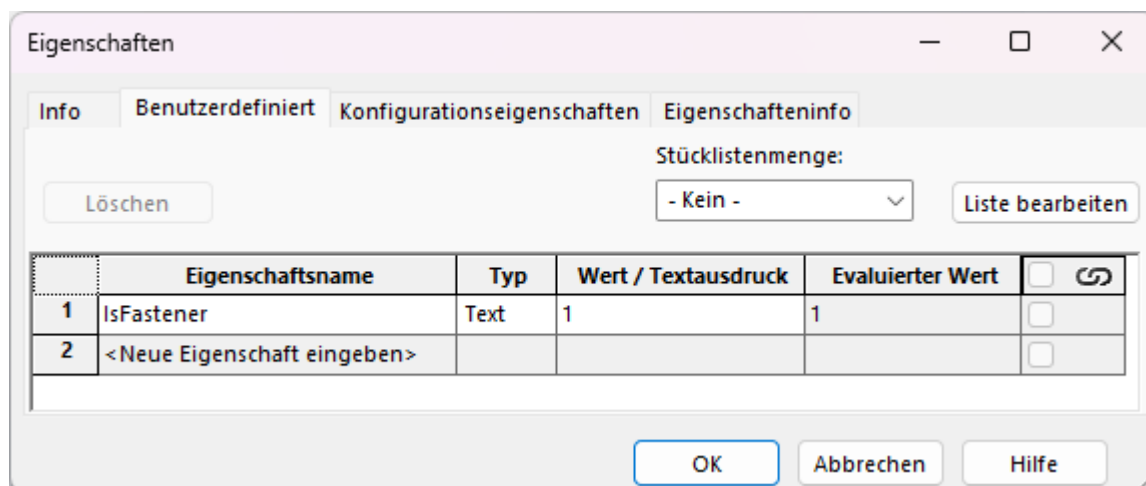 Eigenschaften
Info Benutzerdefiniert Konfigurationseigenschaften Eigenschafteninfo
Stücklistenmenge:
Löschen - Kein - Liste bearbeiten
Eigenschaftsname Typ Wert / Textausdruck Evaluierter Wert
1 IsFastener Text 1 1
2 <Neue Eigenschaft eingeben>
OK Abbrechen Hilfe